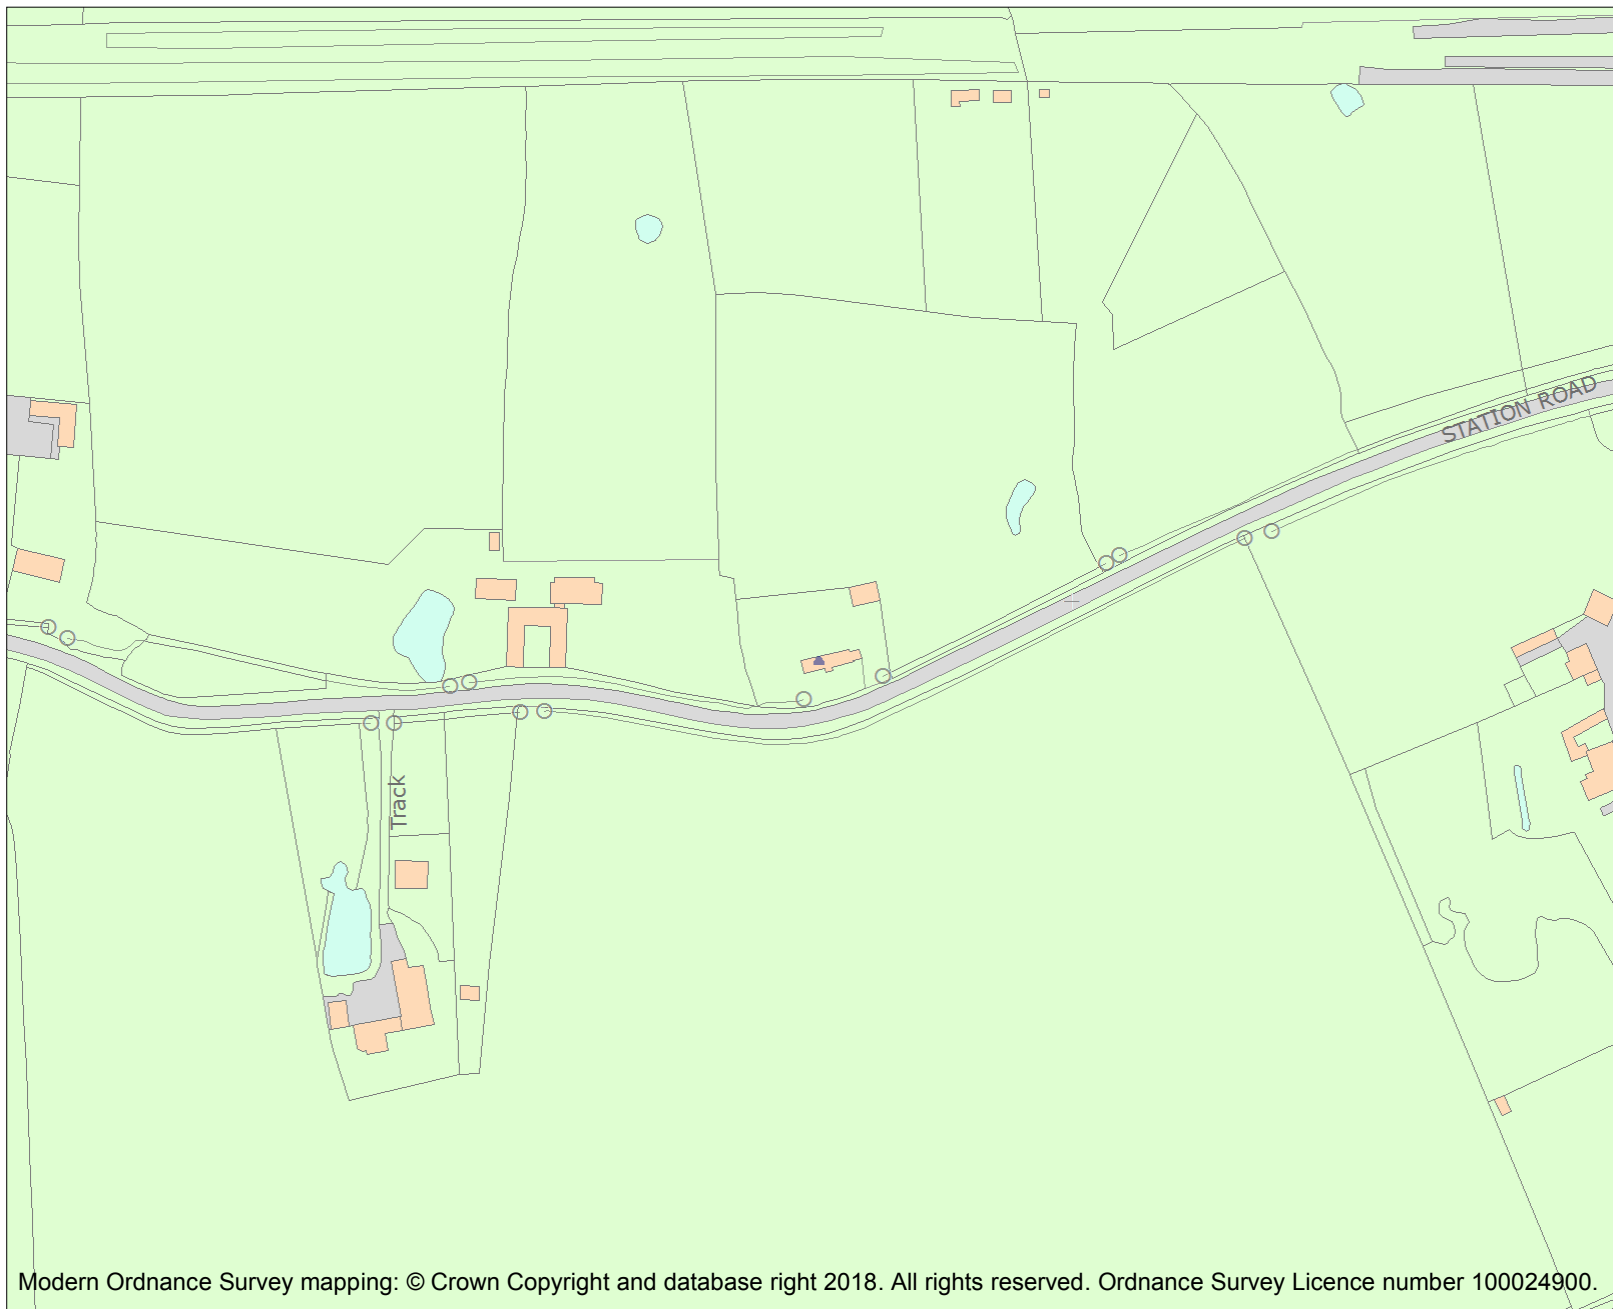 STATION ROAD
Track
Modern Ordnance Survey mapping: © Crown Copyright and database right 2018. All rights reserved. Ordnance Survey Licence number 100024900.